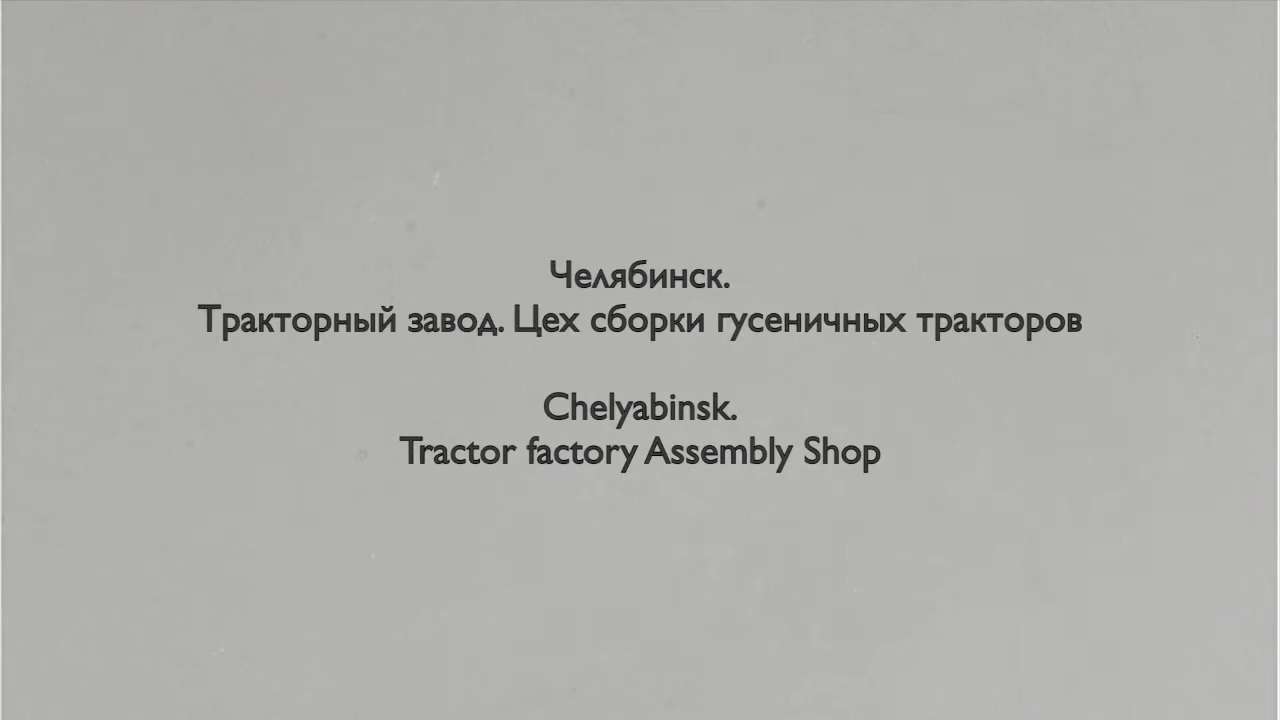 Челябинск.
Тракторный завод. Цех сборки гусеничных тракторов
Chelyabinsk.
Tractor factory Assembly Shop